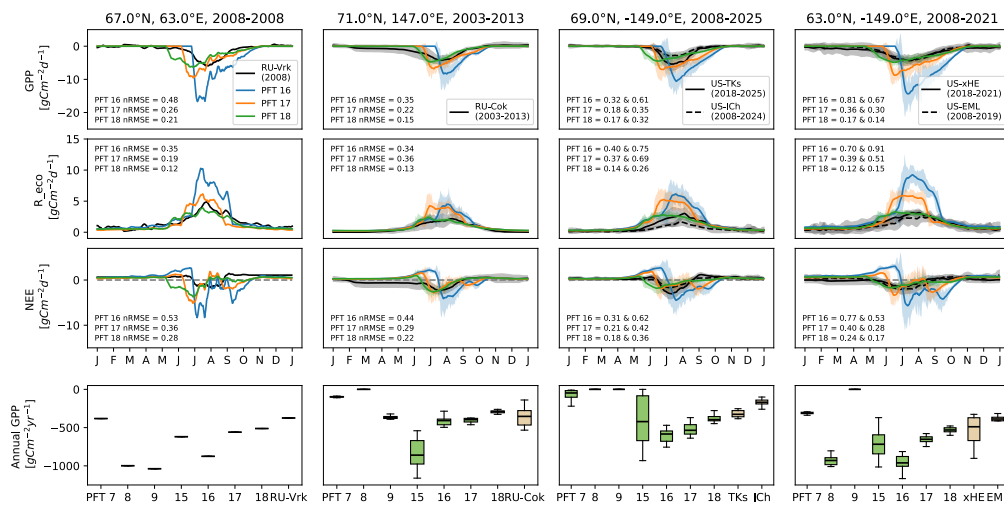 67.0°N, 63.0°E, 2008-2008
71.0°N, 147.0°E, 2003-2013
69.0°N, -149.0°E, 2008-2025
63.0°N, -149.0°E, 2008-2021
GPP
[gCm⁻²d⁻¹]
0
−10
−20
RU-Vrk
(2008)
PFT 16
PFT 17
PFT 18
PFT 16 nRMSE = 0.48
PFT 17 nRMSE = 0.26
PFT 18 nRMSE = 0.21
RU-Cok
(2003-2013)
PFT 16 nRMSE = 0.35
PFT 17 nRMSE = 0.22
PFT 18 nRMSE = 0.15
US-TKs
(2018-2025)
US-ICh
(2008-2024)
PFT 16 = 0.32 & 0.61
PFT 17 = 0.18 & 0.35
PFT 18 = 0.17 & 0.32
US-xHE
(2018-2021)
US-EML
(2008-2019)
PFT 16 = 0.81 & 0.67
PFT 17 = 0.36 & 0.30
PFT 18 = 0.17 & 0.14
R_eco
[gCm⁻²d⁻¹]
15
10
5
0
PFT 16 nRMSE = 0.35
PFT 17 nRMSE = 0.19
PFT 18 nRMSE = 0.12
PFT 16 nRMSE = 0.34
PFT 17 nRMSE = 0.36
PFT 18 nRMSE = 0.13
PFT 16 = 0.40 & 0.75
PFT 17 = 0.37 & 0.69
PFT 18 = 0.14 & 0.26
PFT 16 = 0.70 & 0.91
PFT 17 = 0.39 & 0.51
PFT 18 = 0.12 & 0.15
NEE
[gCm⁻²d⁻¹]
0
−10
PFT 16 nRMSE = 0.53
PFT 17 nRMSE = 0.36
PFT 18 nRMSE = 0.28
PFT 16 nRMSE = 0.44
PFT 17 nRMSE = 0.29
PFT 18 nRMSE = 0.22
PFT 16 = 0.31 & 0.62
PFT 17 = 0.21 & 0.42
PFT 18 = 0.18 & 0.36
PFT 16 = 0.77 & 0.53
PFT 17 = 0.40 & 0.28
PFT 18 = 0.24 & 0.17
J F M A M J J A S O N D J
J F M A M J J A S O N D J
J F M A M J J A S O N D J
J F M A M J J A S O N D J
Annual GPP
[gCm⁻²yr⁻¹]
0
−500
−1000
PFT 7 8 9 15 16 17 18 RU-Vrk
PFT 7 8 9 15 16 17 18 RU-Cok
PFT 7 8 9 15 16 17 18 TKs ICh
PFT 7 8 9 15 16 17 18 xHE EM